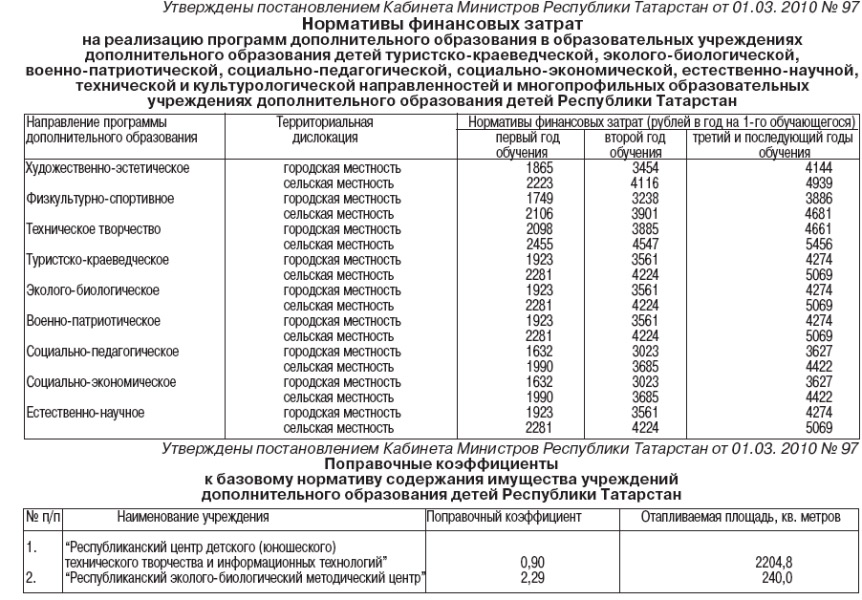 Утверждены постановлением Кабинета Министров Республики Татарстан от 01.03. 2010 № 97
Нормативы финансовых затрат
на реализацию программ дополнительного образования в образовательных учреждениях
дополнительного образования детей туристско-краеведческой, эколого-биологической,
военно-патриотической, социально-педагогической, социально-экономической, естественно-научной,
технической и культурологической направленностей и многопрофильных образовательных
учреждениях дополнительного образования детей Республики Татарстан
Направление программы Территориальная Нормативы финансовых затрат (рублей в год на 1-го обучающегося)
дополнительного образования дислокация первый год второй год третий и последующий годы
обучения обучения обучения
Художественно-эстетическое городская местность 1865 3454 4144
сельская местность 2223 4116 4939
Физкультурно-спортивное городская местность 1749 3238 3886
сельская местность 2106 3901 4681
Техническое творчество городская местность 2098 3885 4661
сельская местность 2455 4547 5456
Туристско-краеведческое городская местность 1923 3561 4274
сельская местность 2281 4224 5069
Эколого-биологическое городская местность 1923 3561 4274
сельская местность 2281 4224 5069
Военно-патриотическое городская местность 1923 3561 4274
сельская местность 2281 4224 5069
Социально-педагогическое городская местность 1632 3023 3627
сельская местность 1990 3685 4422
Социально-экономическое городская местность 1632 3023 3627
сельская местность 1990 3685 4422
Естественно-научное городская местность 1923 3561 4274
сельская местность 2281 4224 5069
Утверждены постановлением Кабинета Министров Республики Татарстан от 01.03. 2010 № 97
Поправочные коэффициенты
к базовому нормативу содержания имущества учреждений
дополнительного образования детей Республики Татарстан
№ п/п Наименование учреждения Поправочный коэффициент Отапливаемая площадь, кв. метров
1. "Республиканский центр детского (юношеского)
технического творчества и информационных технологий" 0,90 2204,8
2. "Республиканский эколого-биологический методический центр" 2,29 240,0